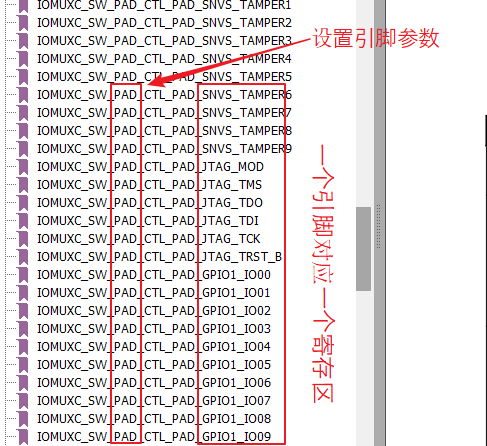 IOMUXC_SW_PAD_CTL_PAD_SNVS_TAMPER1
IOMUXC_SW_PAD_CTL_PAD_SNVS_TAMPER2
IOMUXC_SW_PAD_CTL_PAD_SNVS_TAMPER3
设置引脚参数
IOMUXC_SW_PAD_CTL_PAD_SNVS_TAMPER4
IOMUXC_SW_PAD_CTL_PAD_SNVS_TAMPER5
IOMUXC_SW_PAD_CTL_PAD_SNVS_TAMPER6
IOMUXC_SW_PAD_CTL_PAD_SNVS_TAMPER7
IOMUXC_SW_PAD_CTL_PAD_SNVS_TAMPER8
IOMUXC_SW_PAD_CTL_PAD_SNVS_TAMPER9
IOMUXC_SW_PAD_CTL_PAD_JTAG_MOD
IOMUXC_SW_PAD_CTL_PAD_JTAG_TMS
IOMUXC_SW_PAD_CTL_PAD_JTAG_TDO
IOMUXC_SW_PAD_CTL_PAD_JTAG_TDI
IOMUXC_SW_PAD_CTL_PAD_JTAG_TCK
IOMUXC_SW_PAD_CTL_PAD_JTAG_TRST_B
IOMUXC_SW_PAD_CTL_PAD_GPIO1_IO00
IOMUXC_SW_PAD_CTL_PAD_GPIO1_IO01
IOMUXC_SW_PAD_CTL_PAD_GPIO1_IO02
IOMUXC_SW_PAD_CTL_PAD_GPIO1_IO03
IOMUXC_SW_PAD_CTL_PAD_GPIO1_IO04
IOMUXC_SW_PAD_CTL_PAD_GPIO1_IO05
IOMUXC_SW_PAD_CTL_PAD_GPIO1_IO06
IOMUXC_SW_PAD_CTL_PAD_GPIO1_IO07
IOMUXC_SW_PAD_CTL_PAD_GPIO1_IO08
IOMUXC_SW_PAD_CTL_PAD_GPIO1_IO09
一个引脚对应一个寄存区